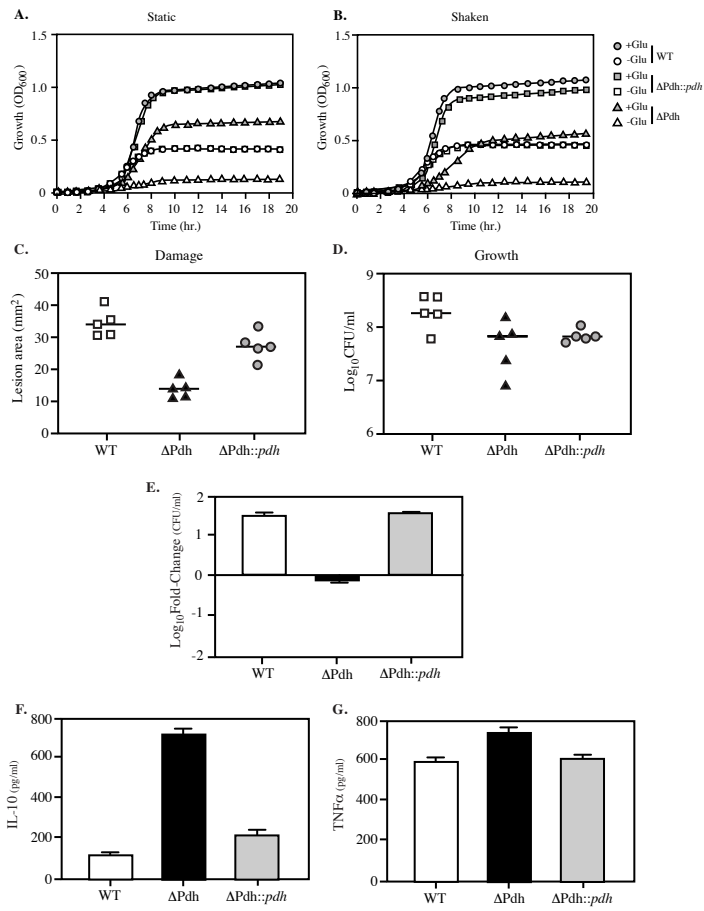 A. Static
1.5
1.0
0.5
0
Growth (OD600)
0 2 4 6 8 10 12 14 16 18 20
Time (hr.)
B. Shaken
1.5
1.0
0.5
0
Growth (OD600)
0 2 4 6 8 10 12 14 16 18 20
Time (hr.)
+Glu
-Glu
WT
+Glu
-Glu
ΔPdh::pdh
+Glu
-Glu
ΔPdh
C. Damage
50
40
30
20
10
0
Lesion area (mm2)
WT ΔPdh ΔPdh::pdh
D. Growth
9
8
7
6
Log10CFU/ml
WT ΔPdh ΔPdh::pdh
E.
2
1
0
-1
-2
Log10Fold-Change (CFU/ml)
WT ΔPdh ΔPdh::pdh
F.
800
600
400
200
0
IL-10 (pg/ml)
WT ΔPdh ΔPdh::pdh
G.
800
600
400
200
0
TNFα (pg/ml)
WT ΔPdh ΔPdh::pdh